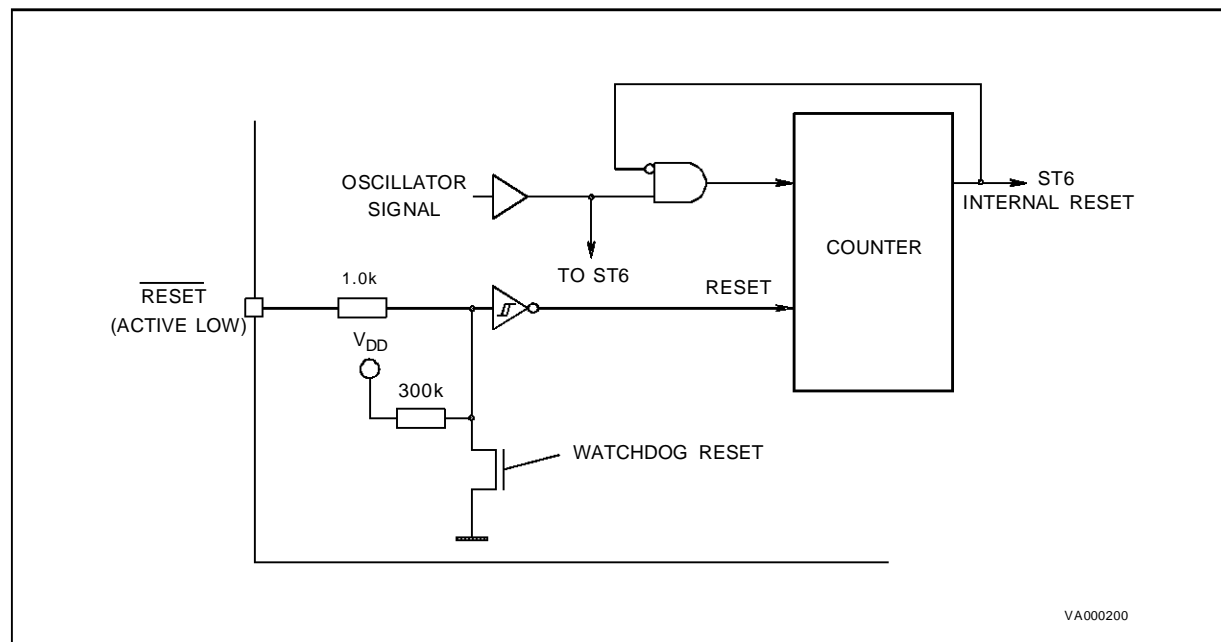 OSCILLATOR
SIGNAL
TO ST6
ST6
INTERNAL RESET
COUNTER
RESET
RESET
(ACTIVE LOW)
1.0k
VDD
300k
WATCHDOG RESET
VA000200